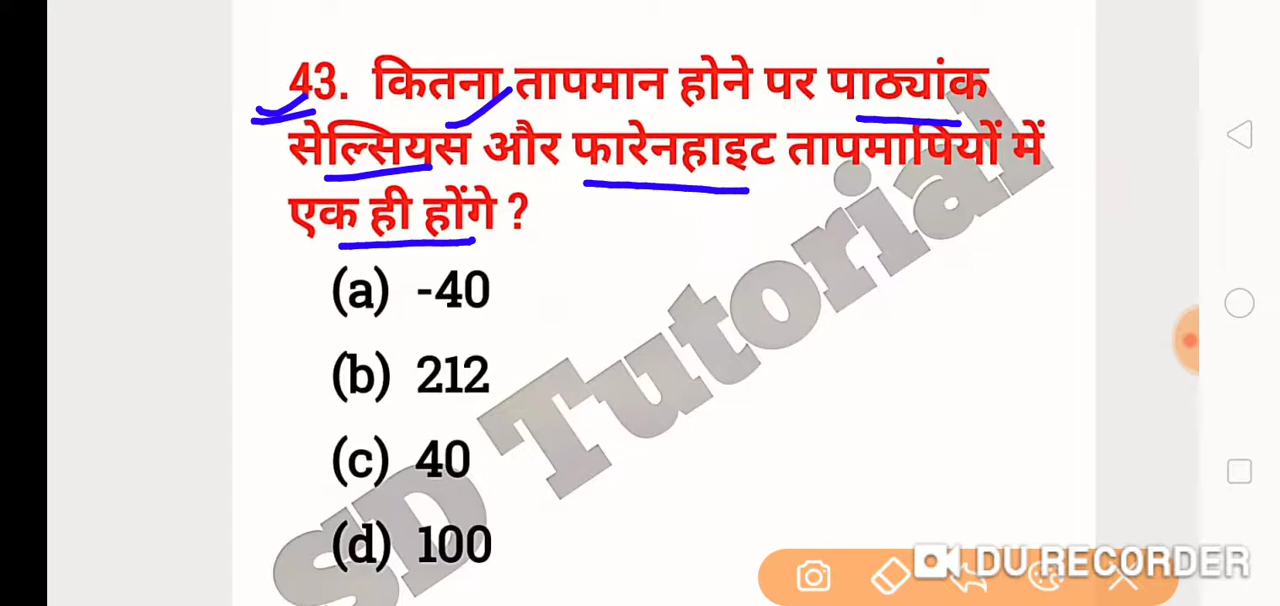 43. कितना तापमान होने पर पाठ्यांक
सेल्सियस और फारेनहाइट तापमापियों में
एक ही होंगे ?
(a) -40
(b) 212
(c) 40
(d) 100
SD Tutorial
DU RECORDER